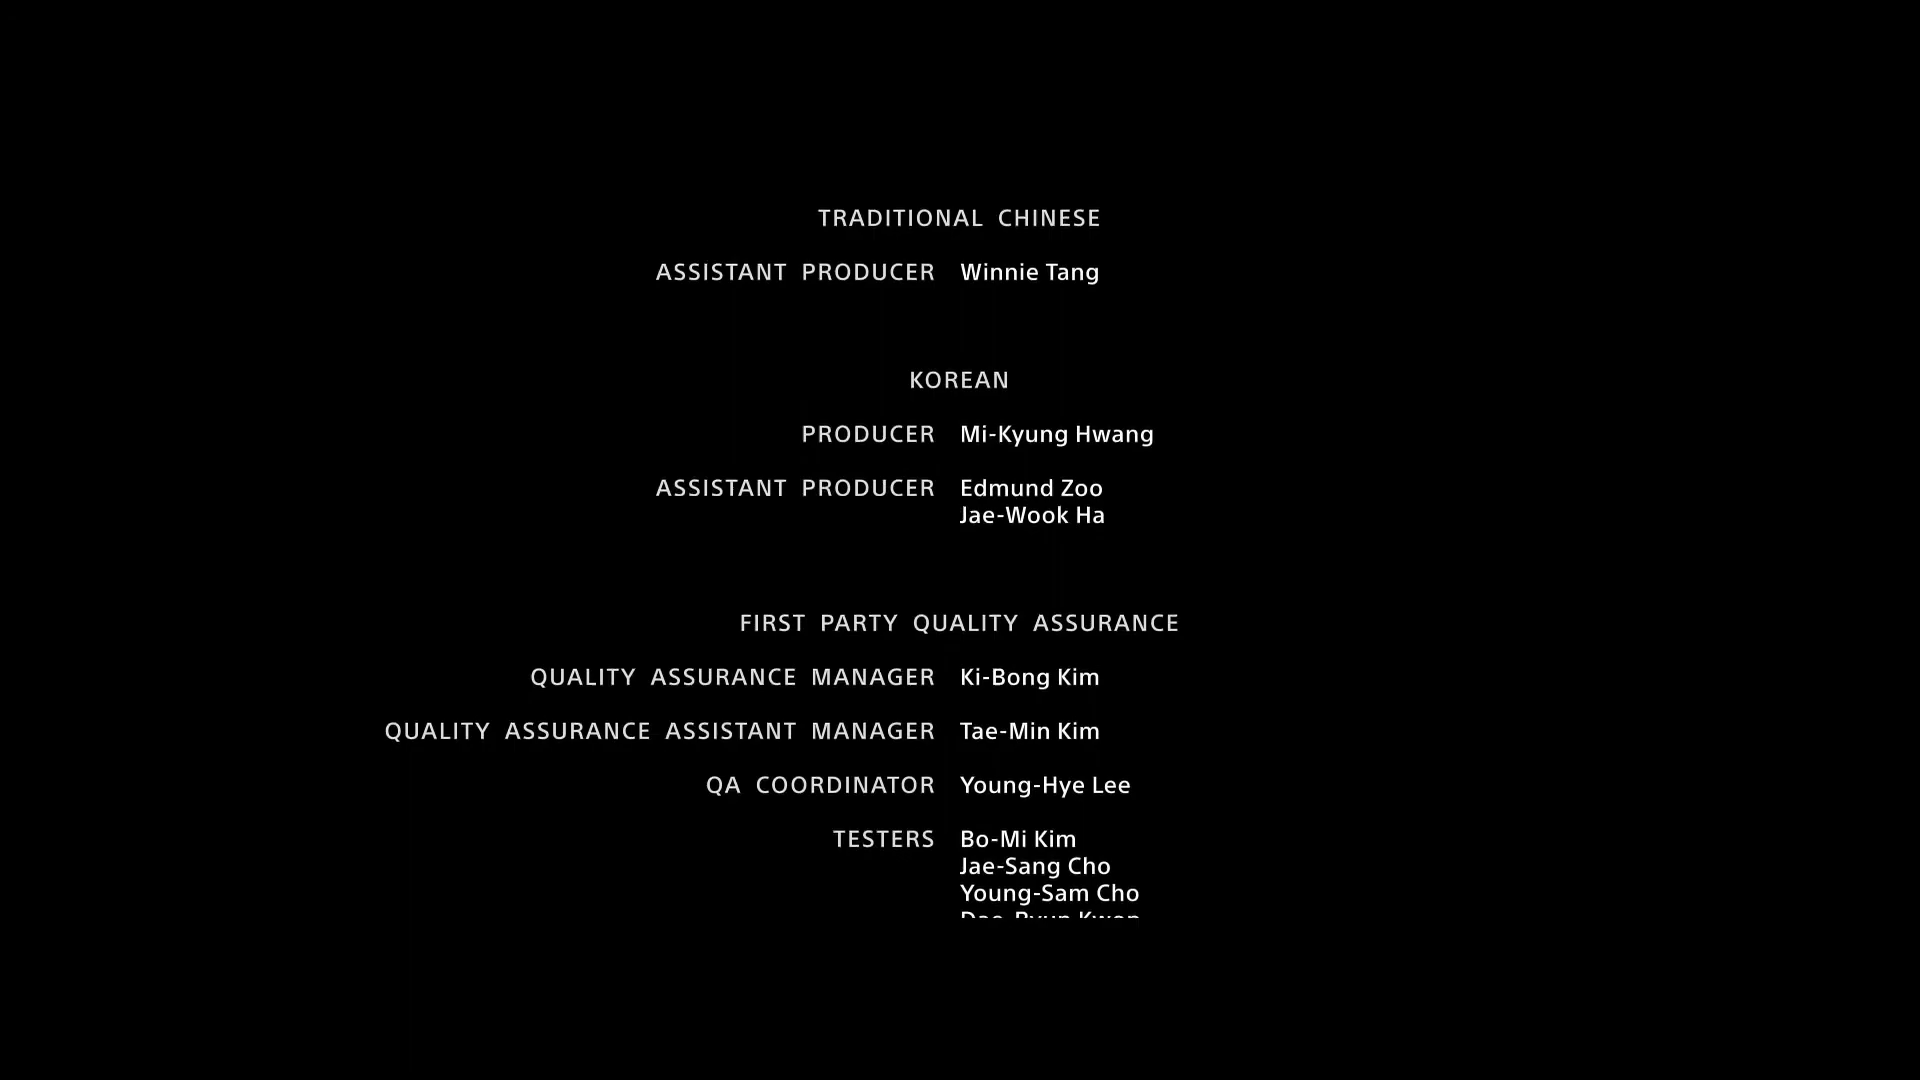 TRADITIONAL CHINESE
ASSISTANT PRODUCER Winnie Tang
KOREAN
PRODUCER Mi-Kyung Hwang
ASSISTANT PRODUCER Edmund Zoo
Jae-Wook Ha
FIRST PARTY QUALITY ASSURANCE
QUALITY ASSURANCE MANAGER Ki-Bong Kim
QUALITY ASSURANCE ASSISTANT MANAGER Tae-Min Kim
QA COORDINATOR Young-Hye Lee
TESTERS Bo-Mi Kim
Jae-Sang Cho
Young-Sam Cho